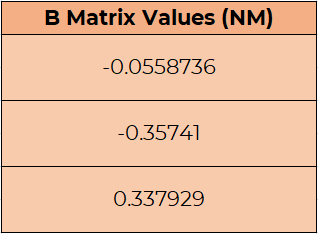 B Matrix Values (NM)
-0.0558736
-0.35741
0.337929